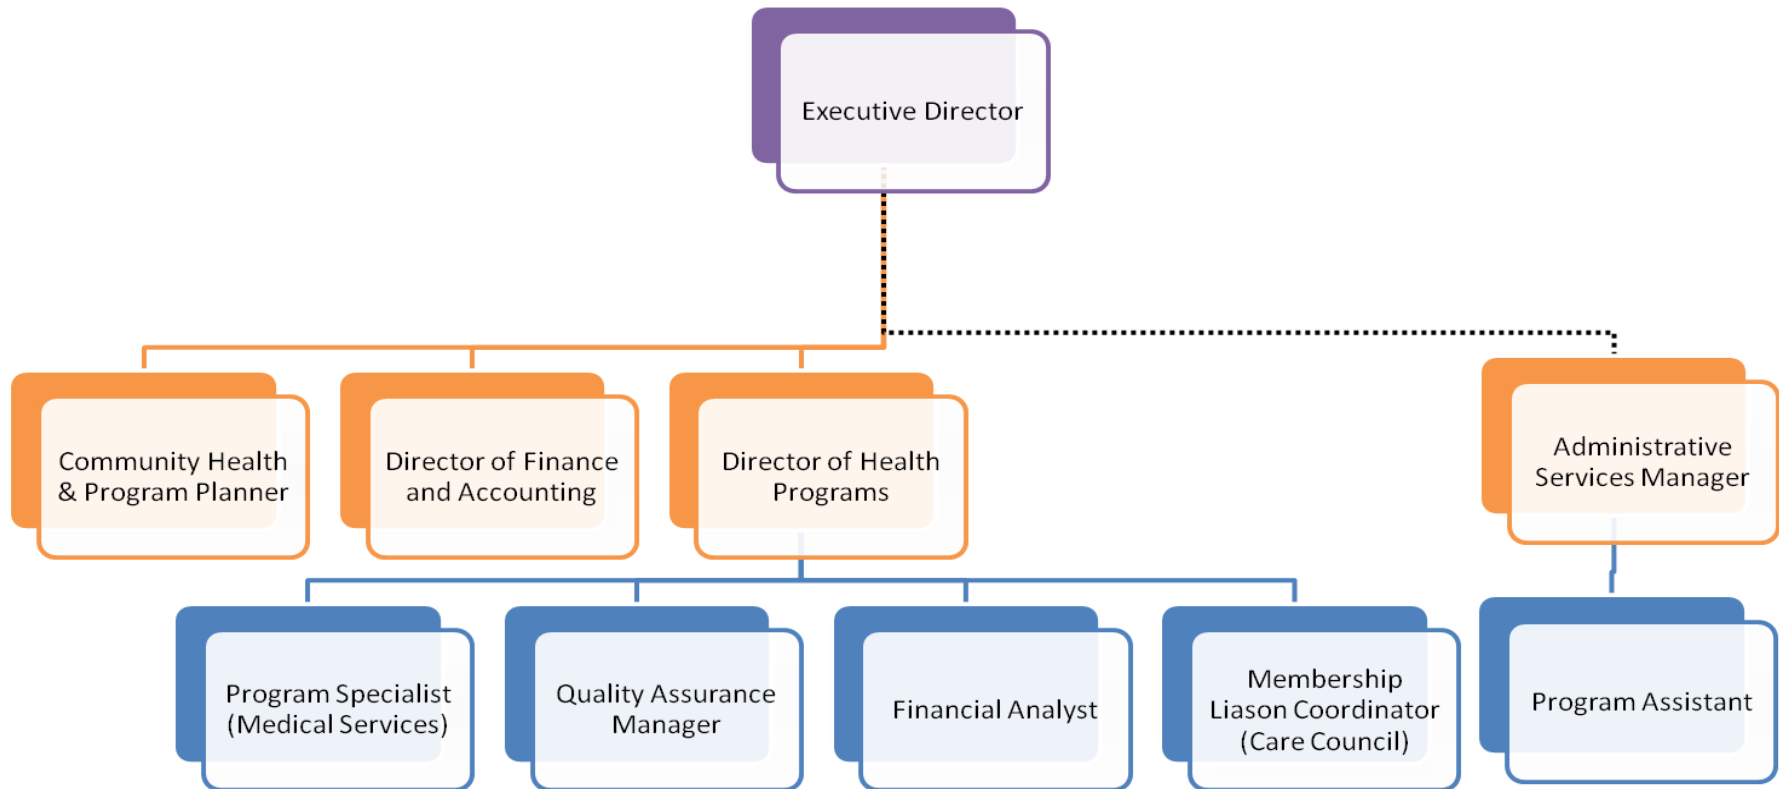 Executive Director
Community Health
& Program Planner
Director of Finance
and Accounting
Director of Health
Programs
Administrative
Services Manager
Program Specialist
(Medical Services)
Quality Assurance
Manager
Financial Analyst
Membership
Liason Coordinator
(Care Council)
Program Assistant